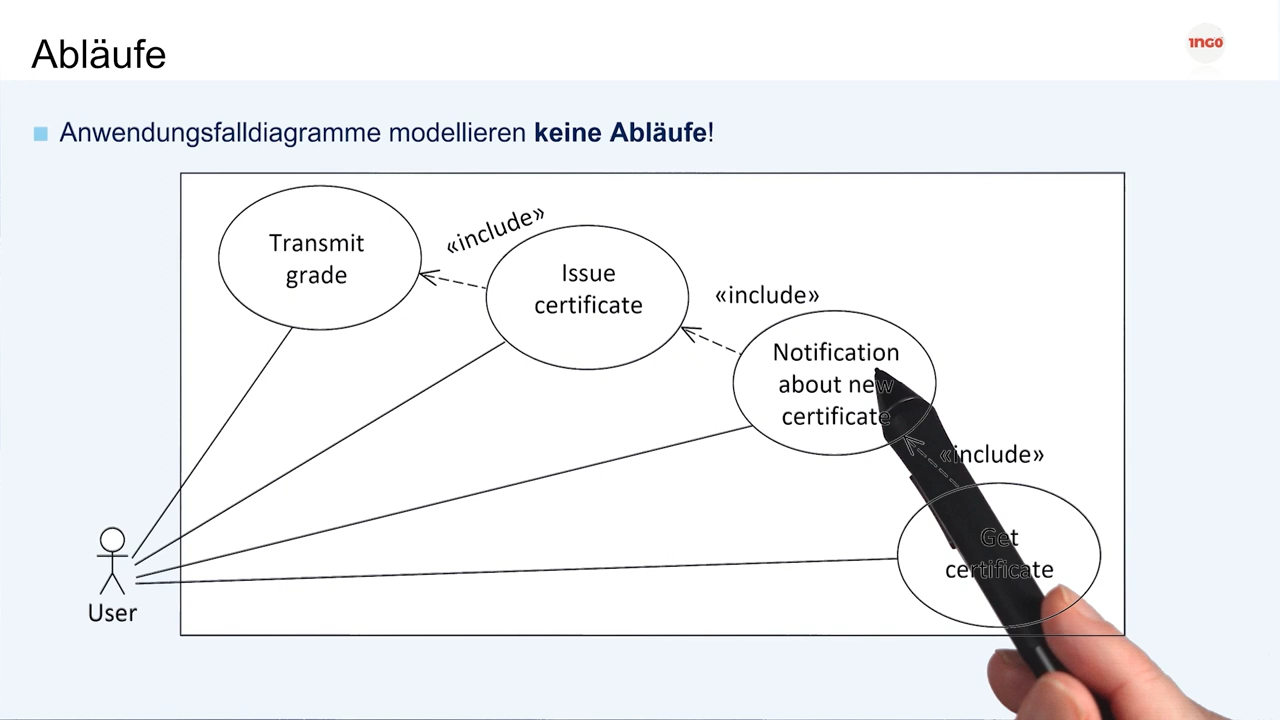 Abläufe
1NGO
Anwendungsfalldiagramme modellieren keine Abläufe!
Transmit
grade
«include»
Issue
certificate
«include»
Notification
about new
certificate
«include»
Get
certificate
User